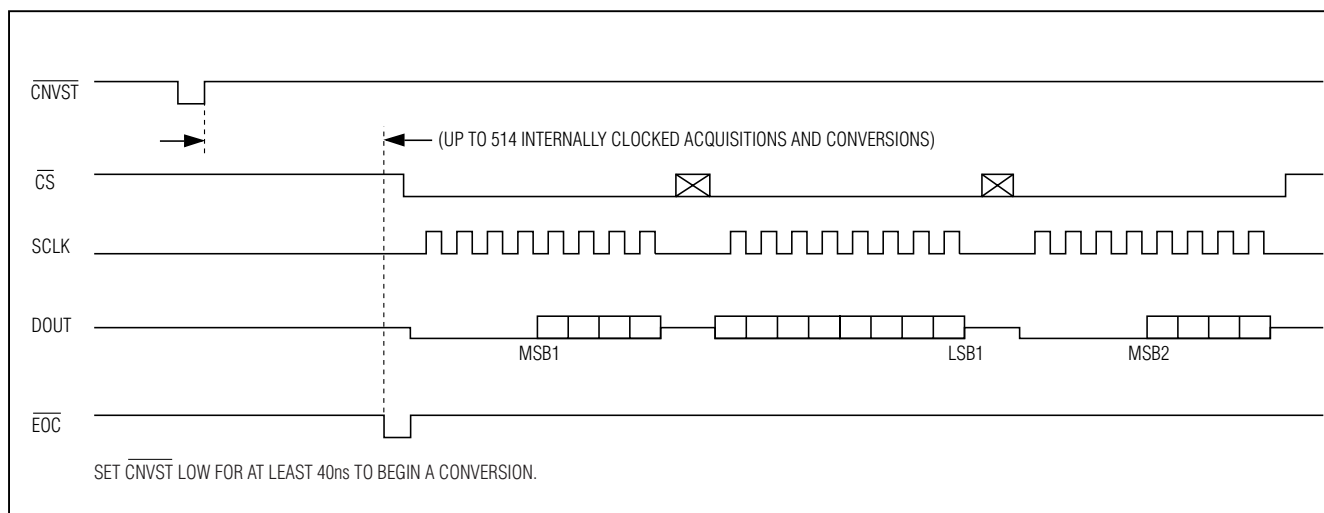 CNVST
(UP TO 514 INTERNALLY CLOCKED ACQUISITIONS AND CONVERSIONS)
CS
SCLK
DOUT
MSB1
LSB1
MSB2
EOC
SET CNVST LOW FOR AT LEAST 40ns TO BEGIN A CONVERSION.